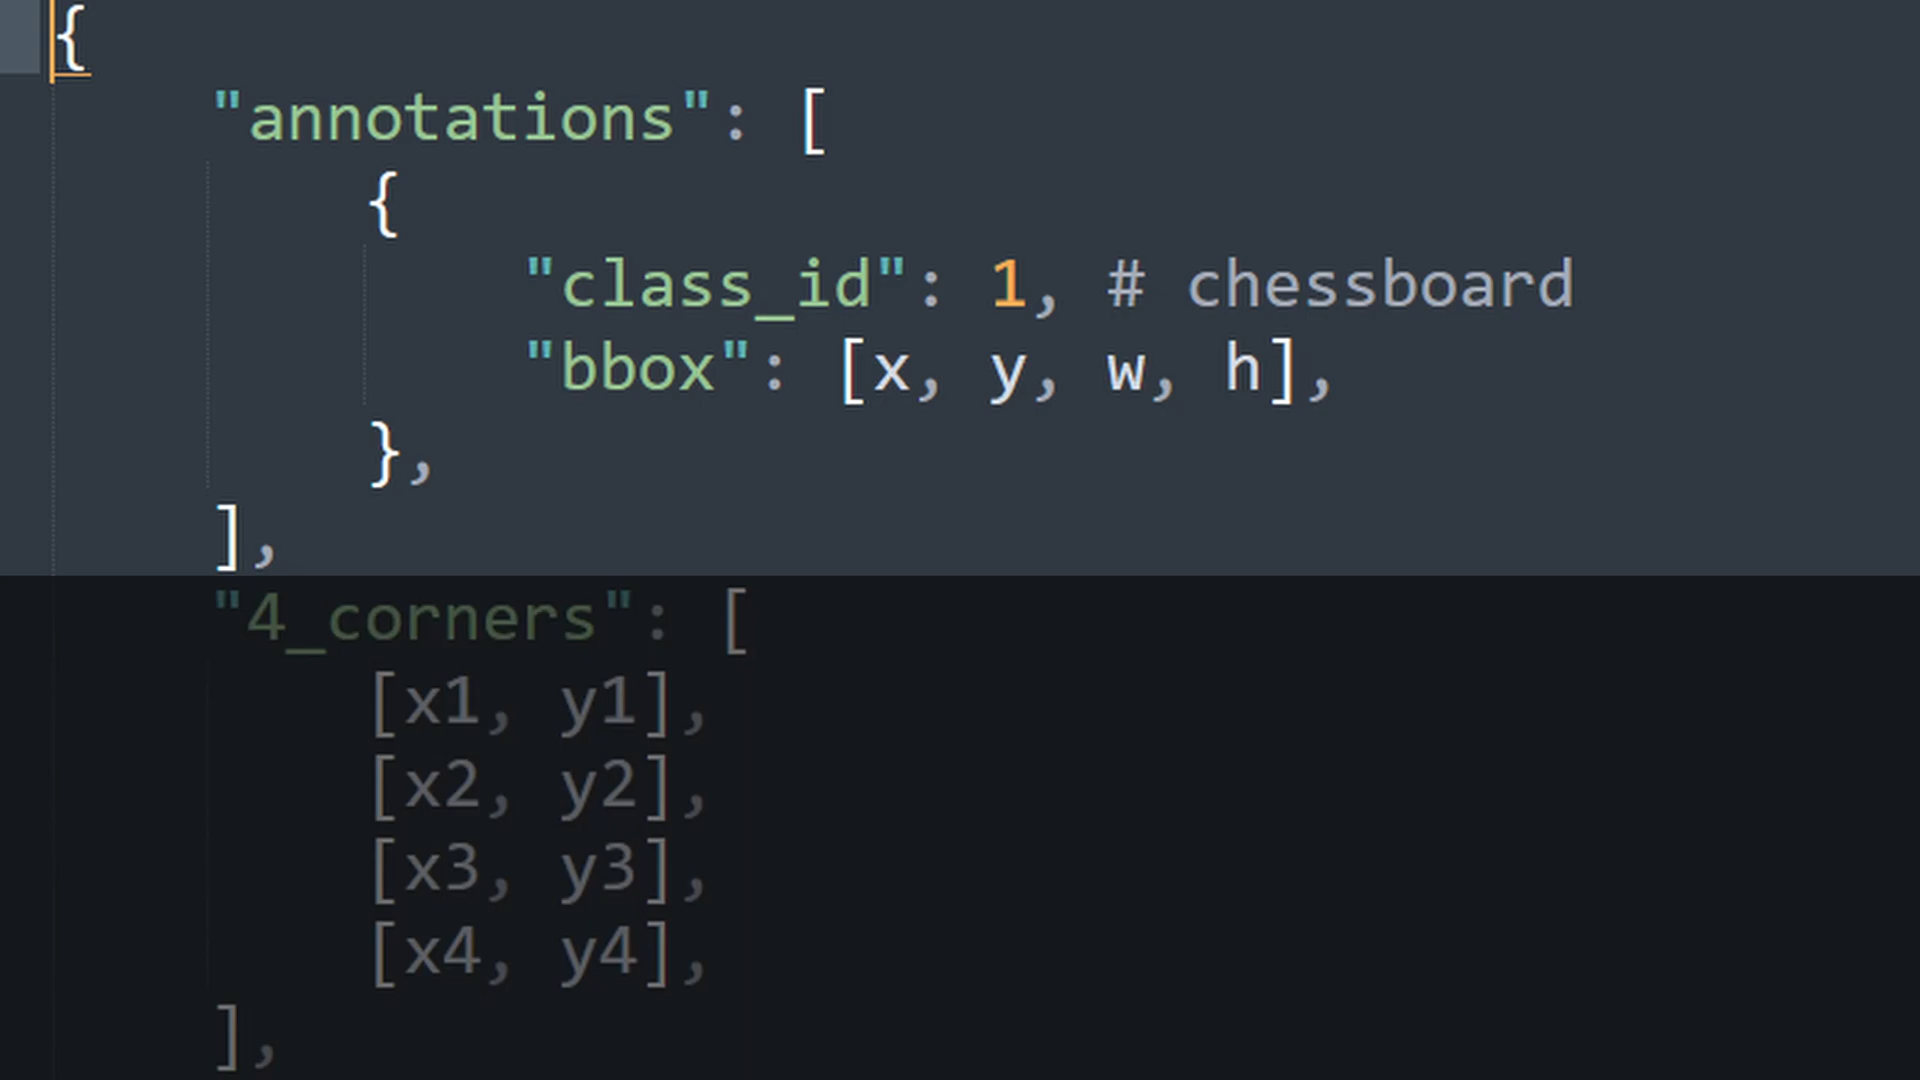 {
"annotations": [
{
"class_id": 1, # chessboard
"bbox": [x, y, w, h],
},
],
"4_corners": [
[x1, y1],
[x2, y2],
[x3, y3],
[x4, y4],
],